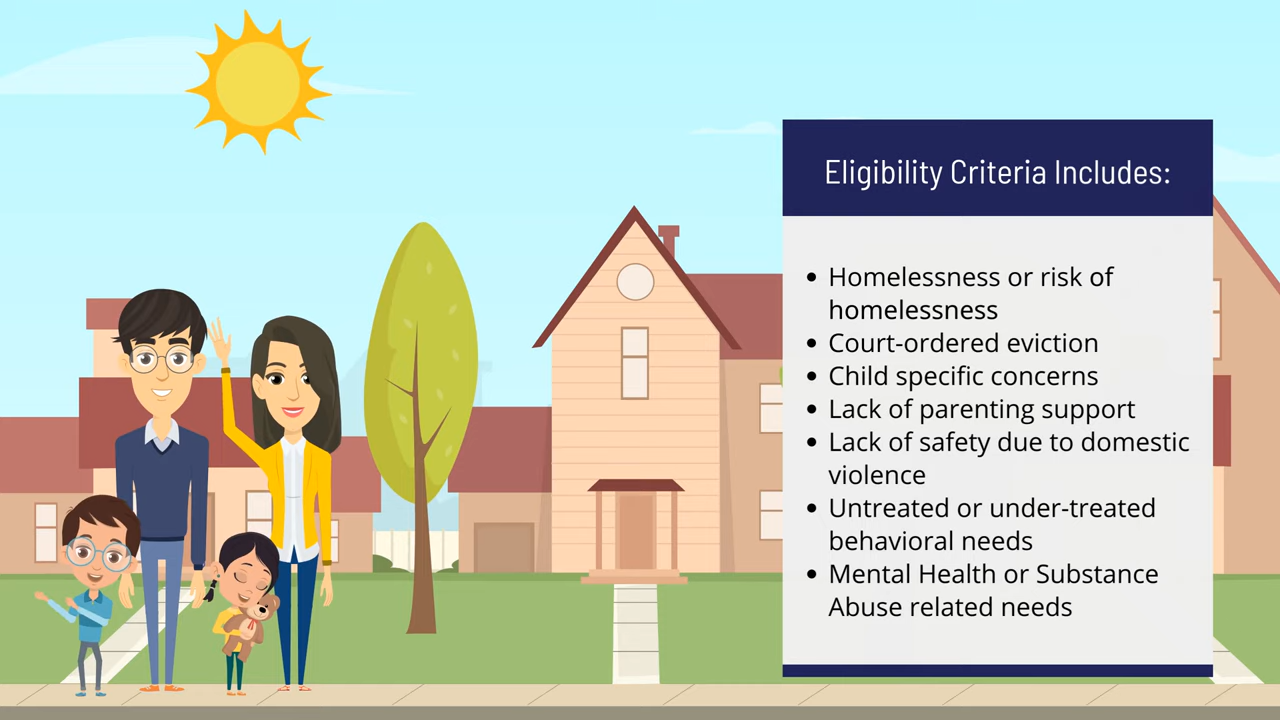 Eligibility Criteria Includes:
• Homelessness or risk of
homelessness
• Court-ordered eviction
• Child specific concerns
• Lack of parenting support
• Lack of safety due to domestic
violence
• Untreated or under-treated
behavioral needs
• Mental Health or Substance
Abuse related needs